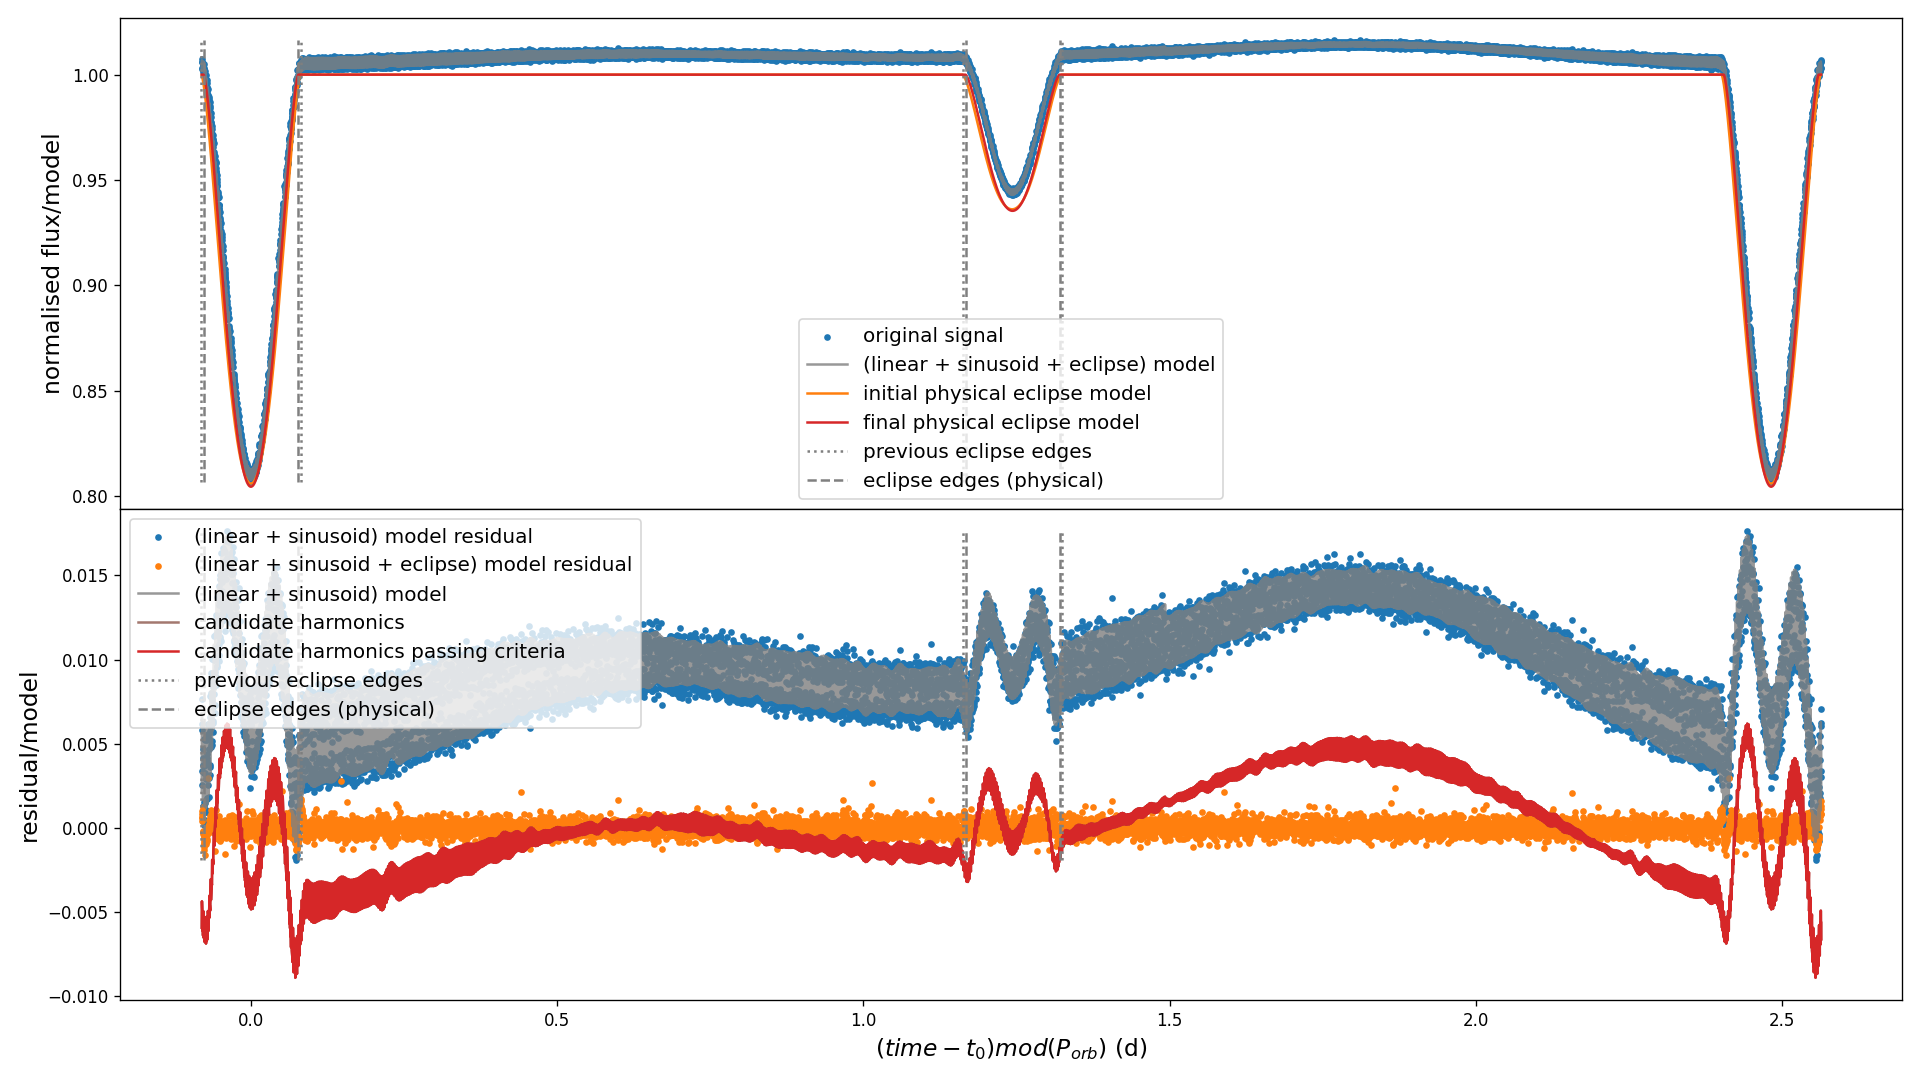 normalised flux/model
1.00
0.95
0.90
0.85
0.80
original signal
(linear + sinusoid + eclipse) model
initial physical eclipse model
final physical eclipse model
previous eclipse edges
eclipse edges (physical)
residual/model
0.015
0.010
0.005
0.000
−0.005
−0.010
(linear + sinusoid) model residual
(linear + sinusoid + eclipse) model residual
(linear + sinusoid) model
candidate harmonics
candidate harmonics passing criteria
previous eclipse edges
eclipse edges (physical)
0.0 0.5 1.0 1.5 2.0 2.5
(time − t₀)mod(Pₒᵣb) (d)